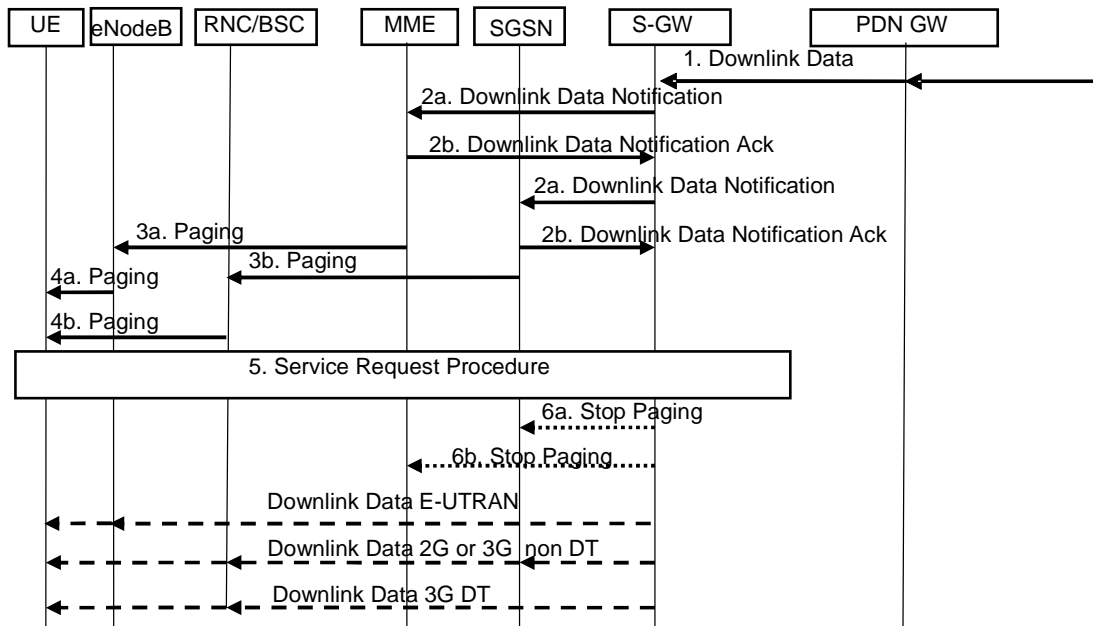 UE
eNodeB
RNC/BSC
MME
SGSN
S-GW
PDN GW
1. Downlink Data
2a. Downlink Data Notification
2b. Downlink Data Notification Ack
2a. Downlink Data Notification
3a. Paging
2b. Downlink Data Notification Ack
3b. Paging
4a. Paging
4b. Paging
5. Service Request Procedure
6a. Stop Paging
6b. Stop Paging
Downlink Data E-UTRAN
Downlink Data 2G or 3G non DT
Downlink Data 3G DT